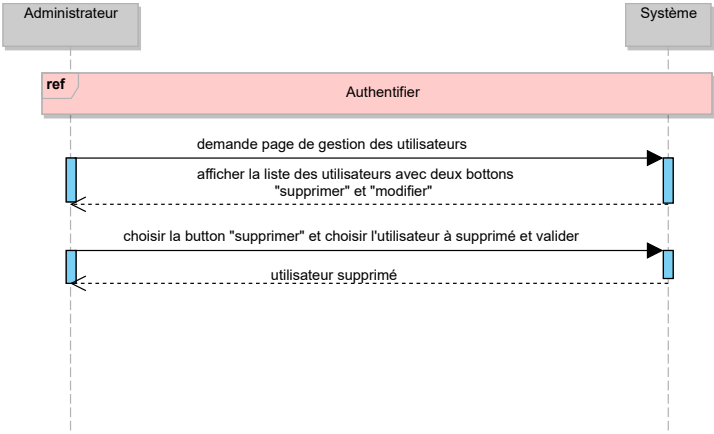 Administrateur
Système
ref
Authentifier
demande page de gestion des utilisateurs
afficher la liste des utilisateurs avec deux bottons
"supprimer" et "modifier"
choisir la button "supprimer" et choisir l'utilisateur à supprimé et valider
utilisateur supprimé